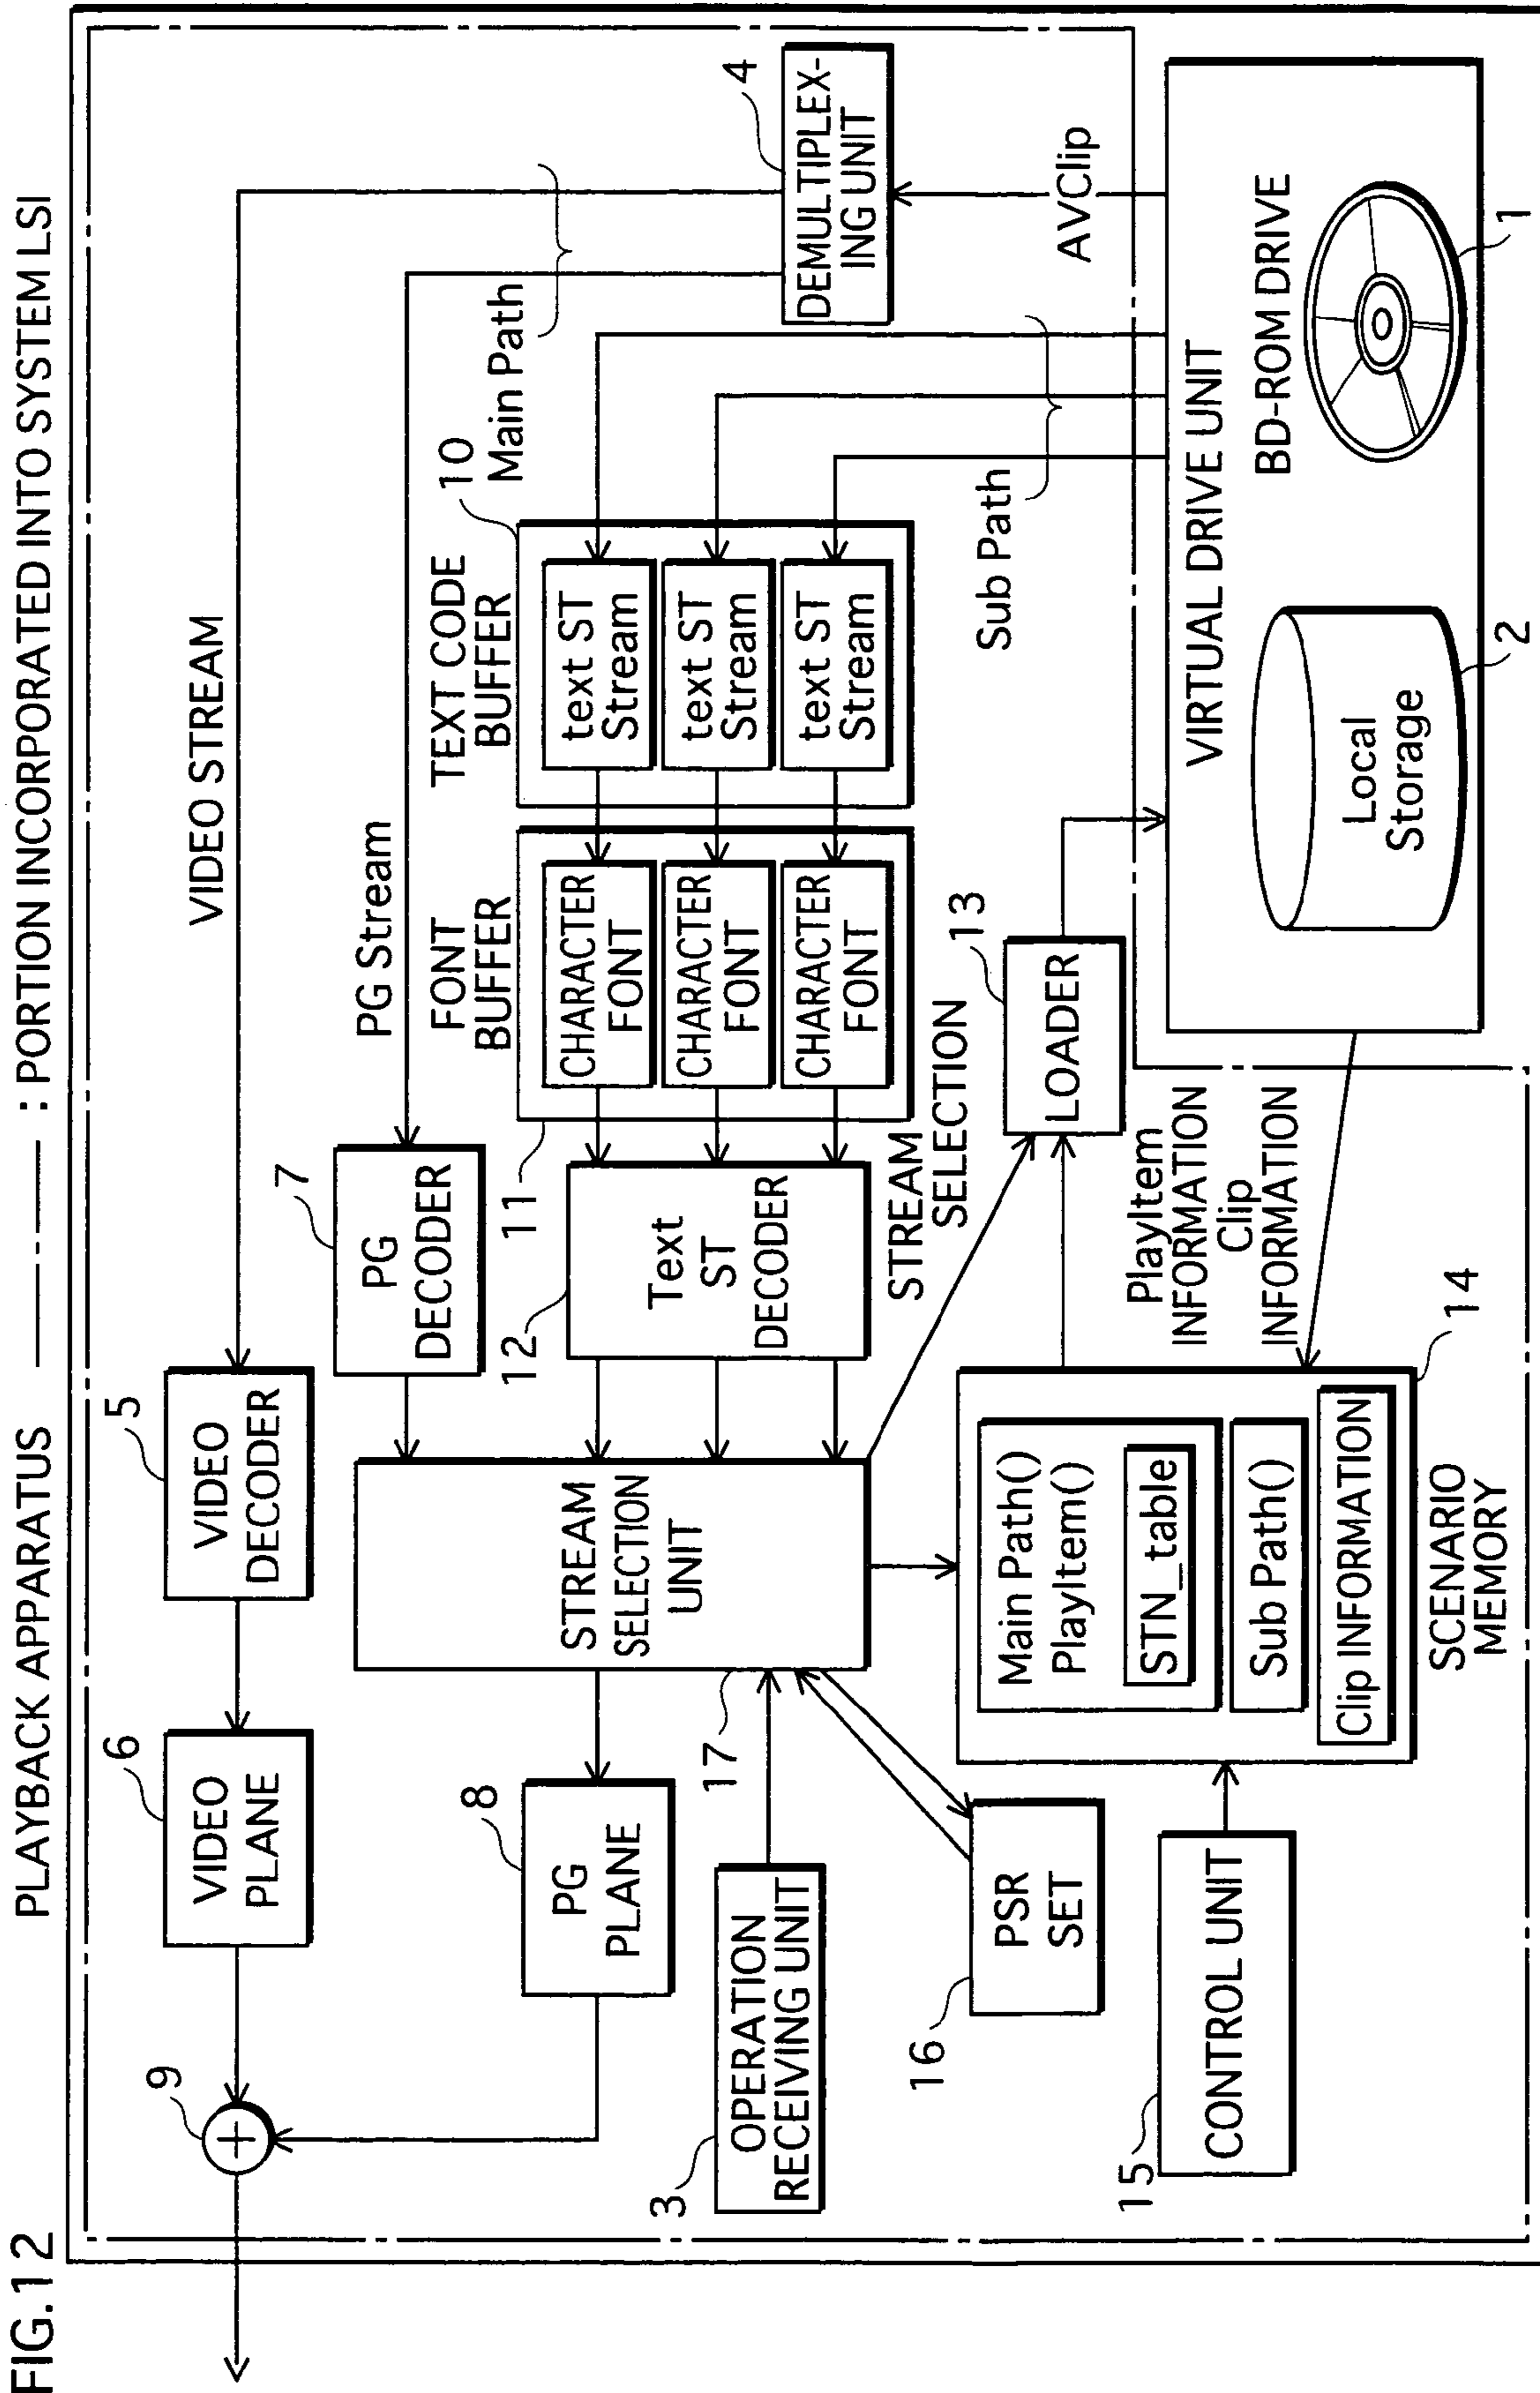 FIG.12
PLAYBACK APPARATUS
: PORTION INCORPORATED INTO SYSTEM LSI
9
6
VIDEO
PLANE
5
VIDEO
DECODER
VIDEO STREAM
8
PG
PLANE
7
PG
DECODER
PG Stream
Main Path
4
DEMULTIPLEX-
ING UNIT
17
STREAM
SELECTION
UNIT
12
Text
ST
DECODER
11
FONT
BUFFER
CHARACTER
FONT
CHARACTER
FONT
CHARACTER
FONT
10
TEXT CODE
BUFFER
text ST
Stream
text ST
Stream
text ST
Stream
3
OPERATION
RECEIVING UNIT
STREAM
SELECTION
Sub Path
AVClip
16
PSR
SET
13
LOADER
15
CONTROL UNIT
Main Path()
PlayItem()
STN_table
Sub Path()
Clip INFORMATION
14
SCENARIO
MEMORY
PlayItem
INFORMATION
Clip
INFORMATION
VIRTUAL DRIVE UNIT
Local
Storage
2
BD-ROM DRIVE
1